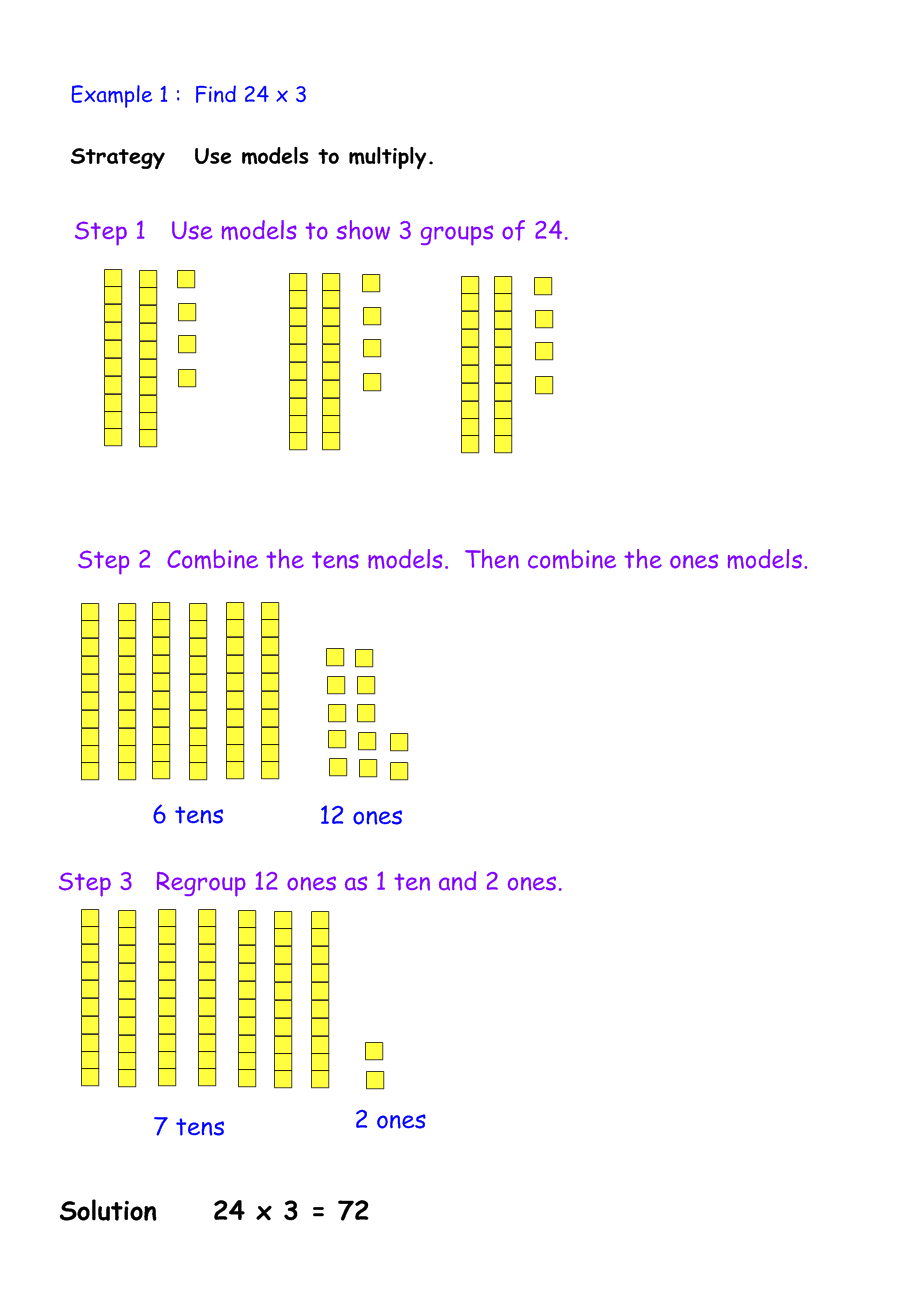 Example 1 : Find 24 x 3
Strategy Use models to multiply.
Step 1 Use models to show 3 groups of 24.
Step 2 Combine the tens models. Then combine the ones models.
6 tens 12 ones
Step 3 Regroup 12 ones as 1 ten and 2 ones.
7 tens 2 ones
Solution 24 x 3 = 72